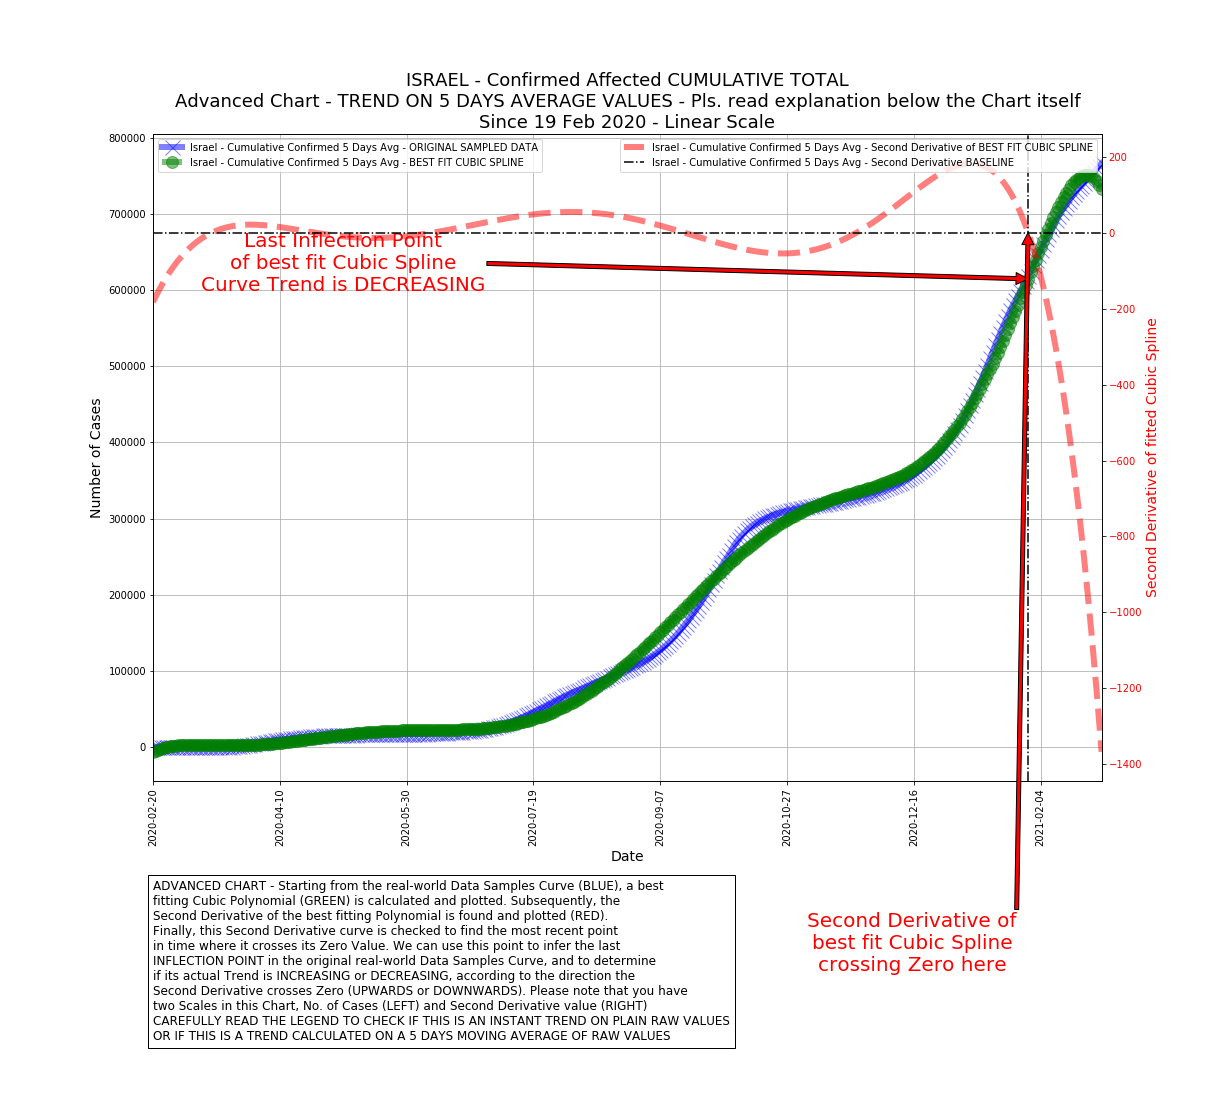 ISRAEL - Confirmed Affected CUMULATIVE TOTAL
Advanced Chart - TREND ON 5 DAYS AVERAGE VALUES - Pls. read explanation below the Chart itself
Since 19 Feb 2020 - Linear Scale
Israel - Cumulative Confirmed 5 Days Avg - ORIGINAL SAMPLED DATA
Israel - Cumulative Confirmed 5 Days Avg - BEST FIT CUBIC SPLINE
Israel - Cumulative Confirmed 5 Days Avg - Second Derivative of BEST FIT CUBIC SPLINE
Israel - Cumulative Confirmed 5 Days Avg - Second Derivative BASELINE
800000
700000
600000
500000
400000
300000
200000
100000
0
Number of Cases
Last Inflection Point
of best fit Cubic Spline
Curve Trend is DECREASING
200
0
−200
−400
−600
−800
−1000
−1200
−1400
Second Derivative of fitted Cubic Spline
2020-02-20
2020-04-10
2020-05-30
2020-07-19
2020-09-07
2020-10-27
2020-12-16
2021-02-04
Date
ADVANCED CHART - Starting from the real-world Data Samples Curve (BLUE), a best
fitting Cubic Polynomial (GREEN) is calculated and plotted. Subsequently, the
Second Derivative of the best fitting Polynomial is found and plotted (RED).
Finally, this Second Derivative curve is checked to find the most recent point
in time where it crosses its Zero Value. We can use this point to infer the last
INFLECTION POINT in the original real-world Data Samples Curve, and to determine
if its actual Trend is INCREASING or DECREASING, according to the direction the
Second Derivative crosses Zero (UPWARDS or DOWNWARDS). Please note that you have
two Scales in this Chart, No. of Cases (LEFT) and Second Derivative value (RIGHT)
CAREFULLY READ THE LEGEND TO CHECK IF THIS IS AN INSTANT TREND ON PLAIN RAW VALUES
OR IF THIS IS A TREND CALCULATED ON A 5 DAYS MOVING AVERAGE OF RAW VALUES
Second Derivative of
best fit Cubic Spline
crossing Zero here